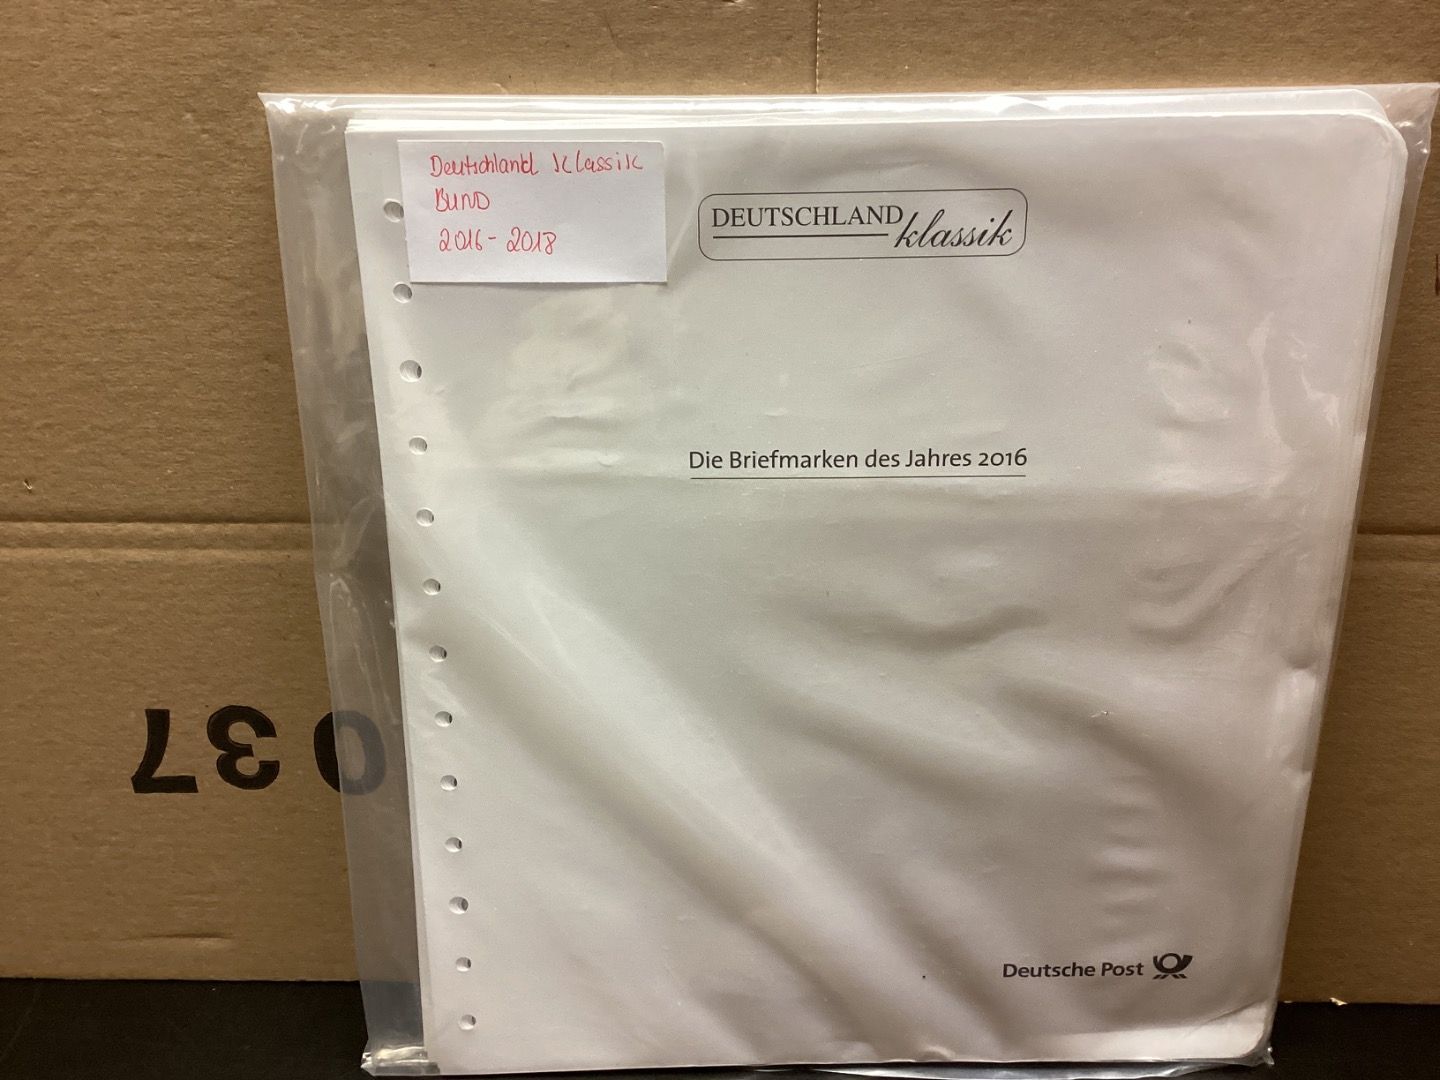 Deutschland Klassik
BUND
2016 - 2018
DEUTSCHLAND
klassik
Die Briefmarken des Jahres 2016
Deutsche Post
037